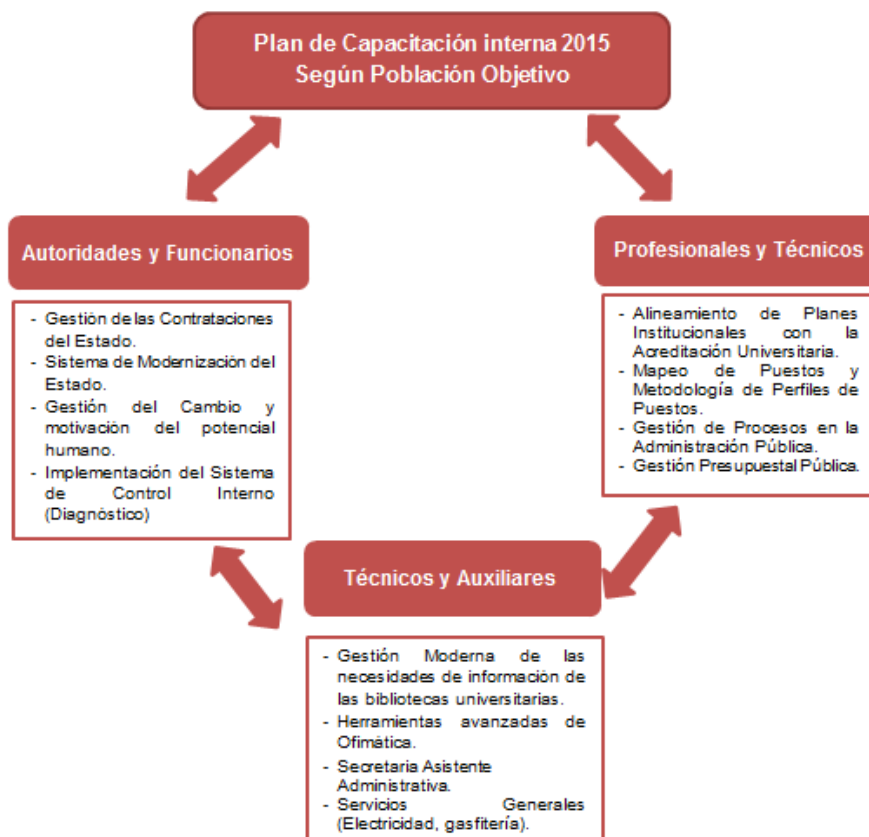 Plan de Capacitación interna 2015
Según Población Objetivo
Autoridades y Funcionarios
- Gestión de las Contrataciones
del Estado.
- Sistema de Modernización del
Estado.
- Gestión del Cambio y
motivación del potencial
humano.
- Implementación del Sistema
de Control Interno
(Diagnóstico)
Profesionales y Técnicos
- Alineamiento de Planes
Institucionales con la
Acreditación Universitaria.
- Mapeo de Puestos y
Metodología de Perfiles de
Puestos.
- Gestión de Procesos en la
Administración Pública.
- Gestión Presupuestal Pública.
Técnicos y Auxiliares
- Gestión Moderna de las
necesidades de información de
las bibliotecas universitarias.
- Herramientas avanzadas de
Ofimática.
- Secretaria Asistente
Administrativa.
- Servicios Generales
(Electricidad, gasfitería).